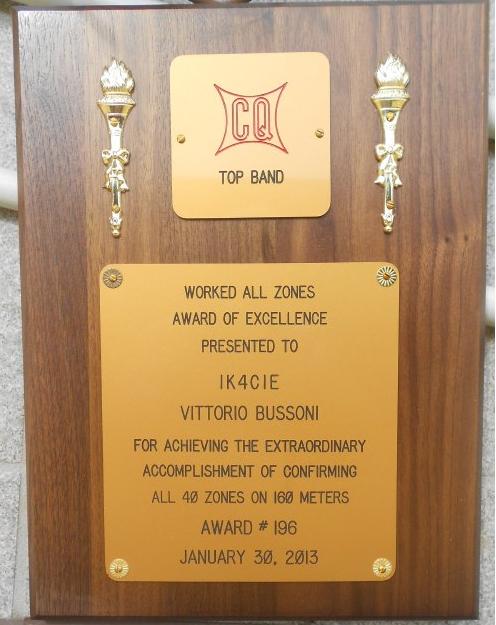 CQ
TOP BAND
WORKED ALL ZONES
AWARD OF EXCELLENCE
PRESENTED TO
IK4CIE
VITTORIO BUSSONI
FOR ACHIEVING THE EXTRAORDINARY
ACCOMPLISHMENT OF CONFIRMING
ALL 40 ZONES ON 160 METERS
AWARD # 196
JANUARY 30, 2013